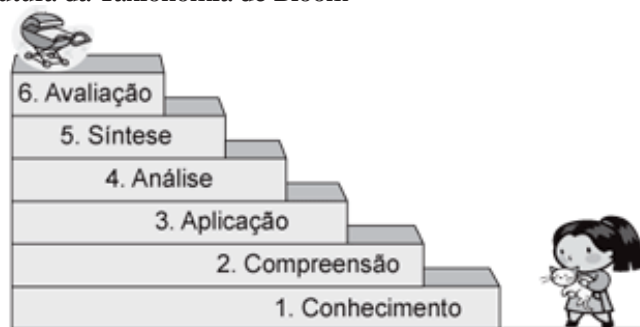 da Taxonomia de Bloom
6. Avaliação
5. Síntese
4. Análise
3. Aplicação
2. Compreensão
1. Conhecimento